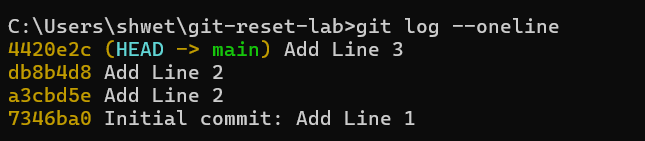 C:\Users\shwet\git-reset-lab>git log --oneline
4420e2c (HEAD -> main) Add Line 3
db8b4d8 Add Line 2
a3cbd5e Add Line 2
7346ba0 Initial commit: Add Line 1